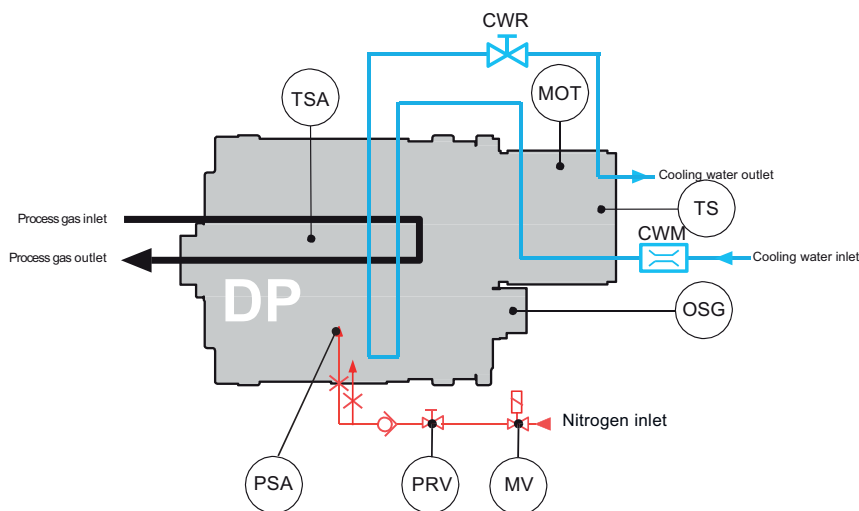 CWR
TSA
MOT
Cooling water outlet
TS
Process gas inlet
CWM
Process gas outlet
Cooling water inlet
DP
OSG
Nitrogen inlet
PSA
PRV
MV